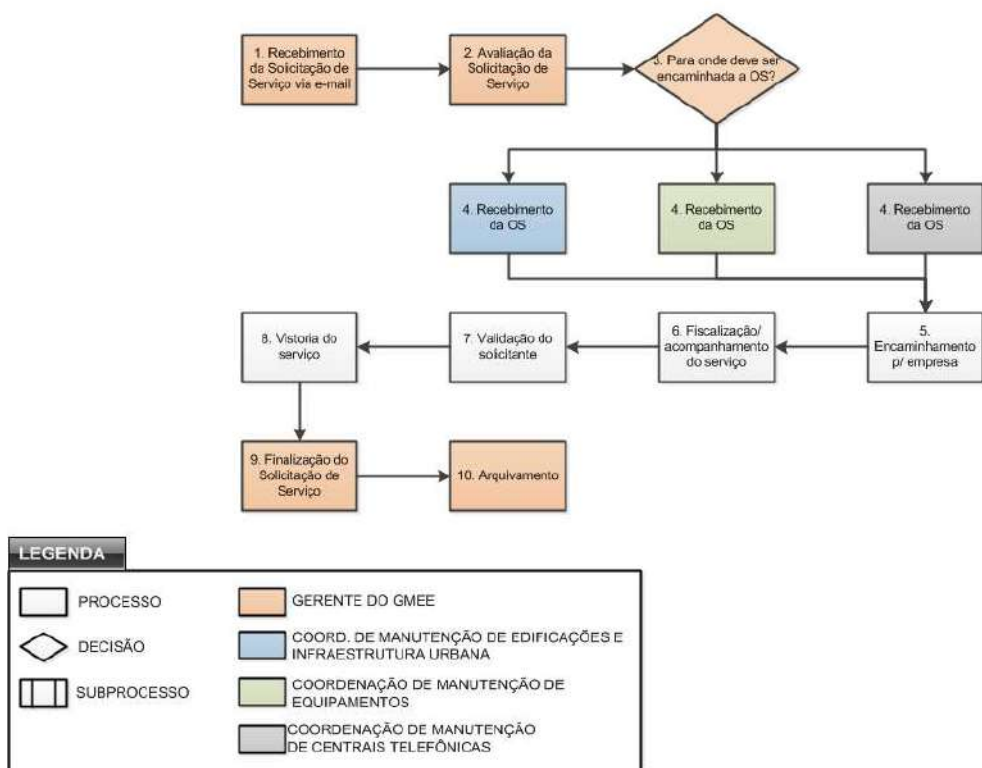 1. Recebimento
da Solicitação de
Serviço via e-mail
2. Avaliação da
Solicitação de
Serviço
3. Para onde deve ser
encaminhada a OS?
4. Recebimento
da OS
4. Recebimento
da OS
4. Recebimento
da OS
8. Vistoria do
serviço
7. Validação do
solicitante
6. Fiscalização/
acompanhamento
do serviço
5.
Encaminhamento
p/ empresa
9. Finalização do
Solicitação de
Serviço
10. Arquivamento
LEGENDA
PROCESSO
DECISÃO
SUBPROCESSO
GERENTE DO GMEE
COORD. DE MANUTENÇÃO DE EDIFICAÇÕES E
INFRAESTRUTURA URBANA
COORDENAÇÃO DE MANUTENÇÃO DE
EQUIPAMENTOS
COORDENAÇÃO DE MANUTENÇÃO
DE CENTRAIS TELEFÔNICAS